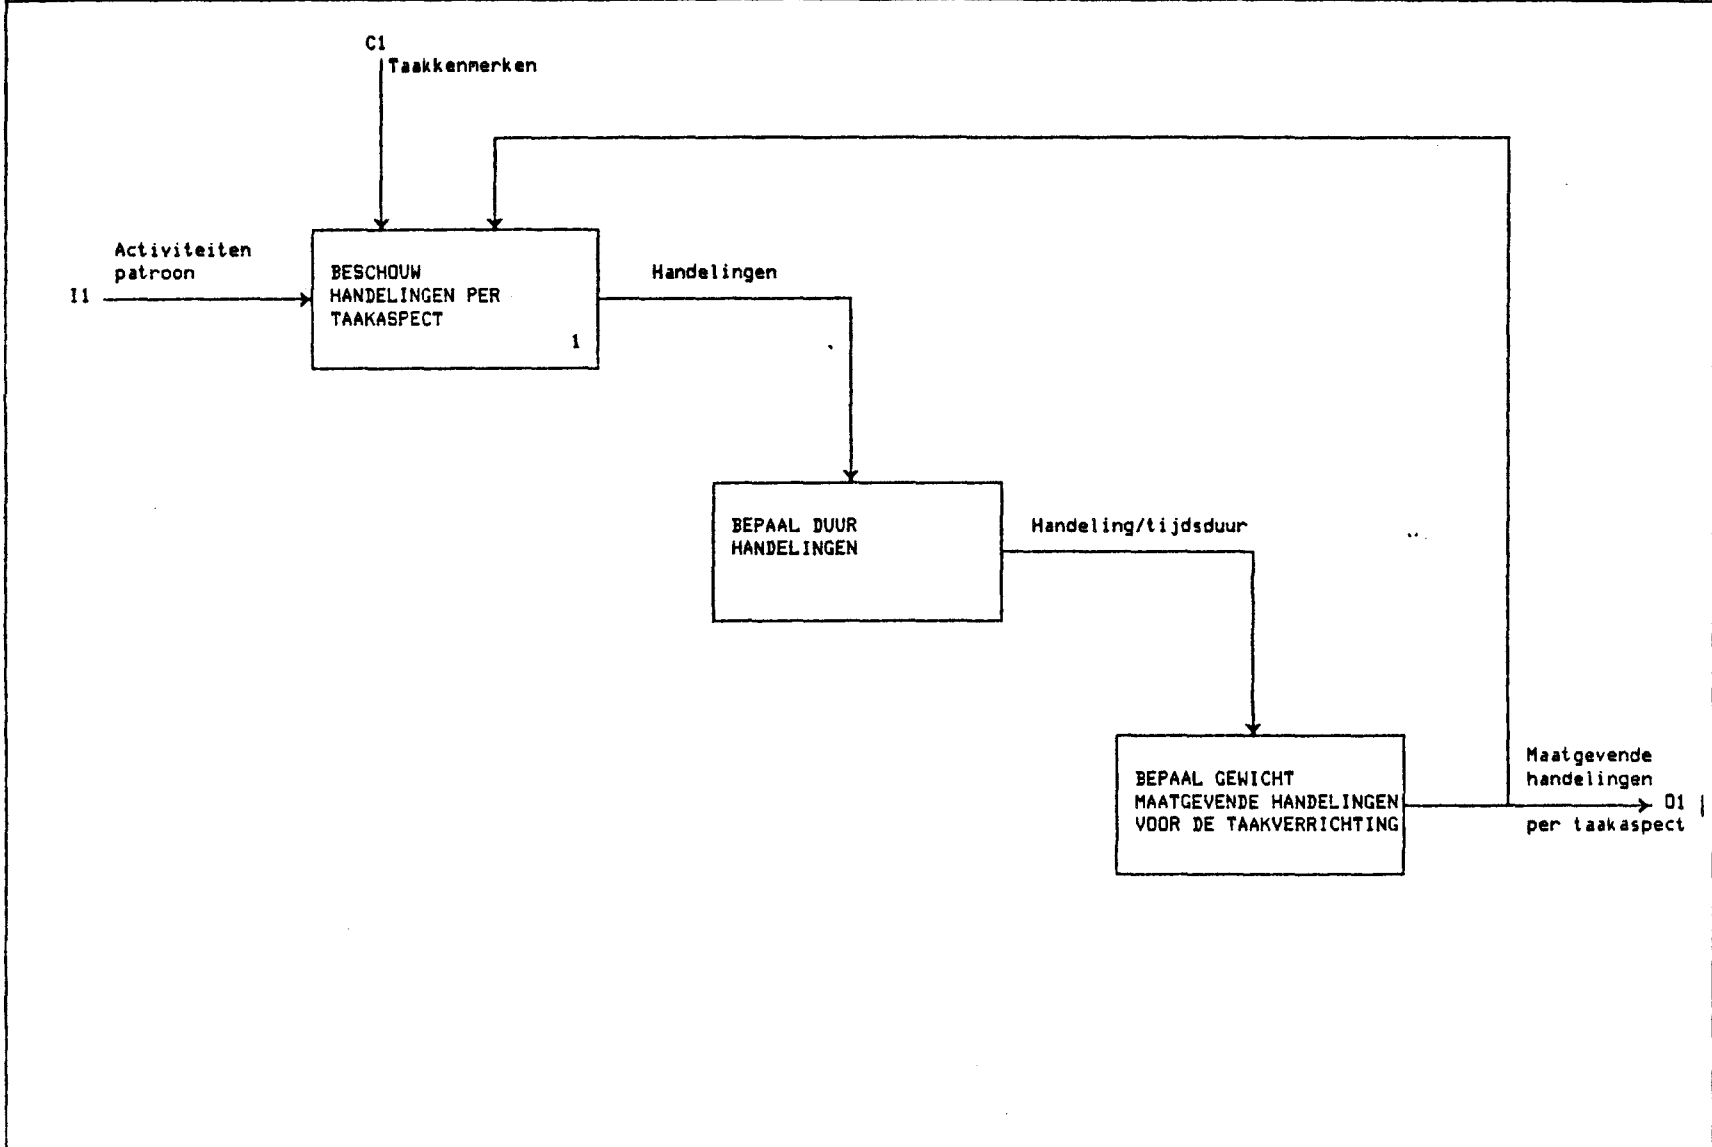 C1
Taakkenmerken
Activiteiten
patroon
I1
BESCHOUW
HANDELINGEN PER
TAAKASPECT
1
Handelingen
BEPAAL DUUR
HANDELINGEN
Handeling/tijdsduur
BEPAAL GEWICHT
MAATGEVENDE HANDELINGEN
VOOR DE TAAKVERRICHTING
Maatgevende
handelingen
O1
per taakaspect